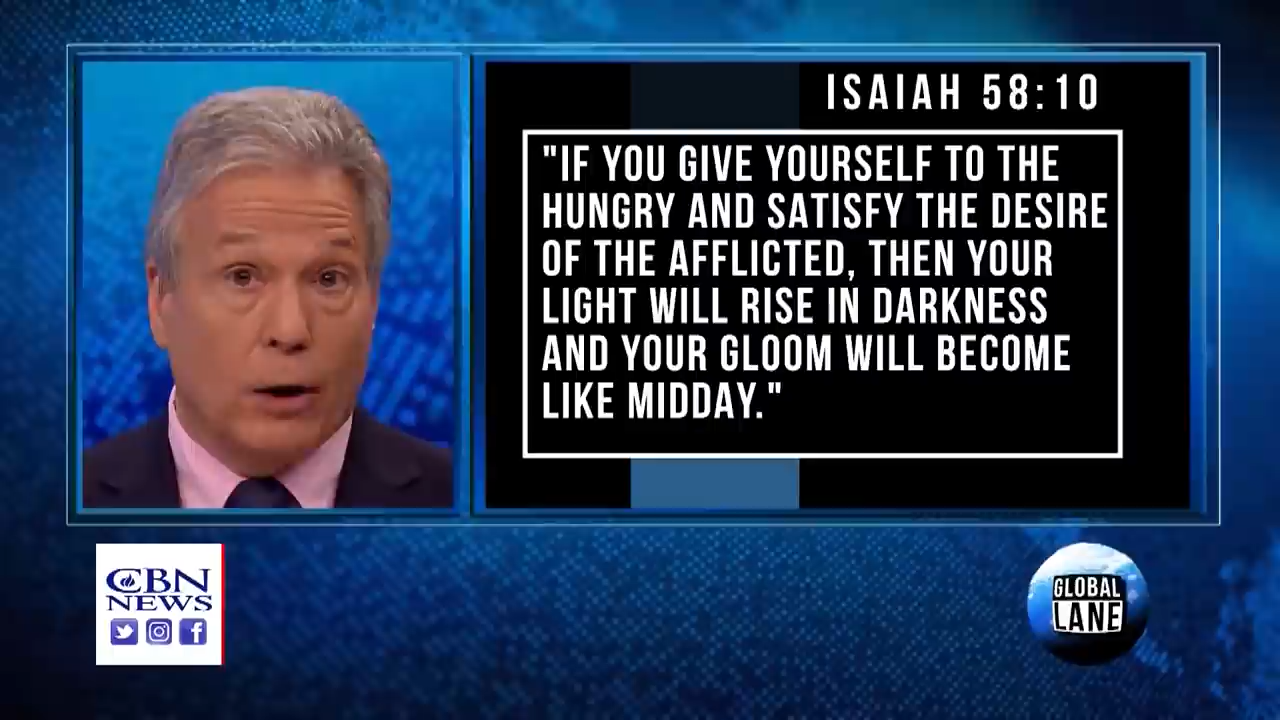 ISAIAH 58:10
"IF YOU GIVE YOURSELF TO THE
HUNGRY AND SATISFY THE DESIRE
OF THE AFFLICTED, THEN YOUR
LIGHT WILL RISE IN DARKNESS
AND YOUR GLOOM WILL BECOME
LIKE MIDDAY."
CBN
NEWS
GLOBAL
LANE